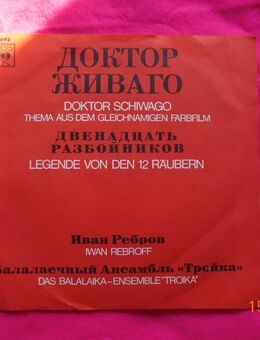 ДОКТОР
ЖИВАГО
DOKTOR SCHIWAGO
THEMA AUS DEM GLEICHNAMIGEN FARBFILM
ДВЕНАДЦАТЬ
РАЗБОЙНИКОВ
LEGENDE VON DEN 12 RÄUBERN
Иван Ребров
IWAN REBROFF
Балалаечный Ансамбль „Тройка“
DAS BALALAIKA-ENSEMBLE "TROIKA"